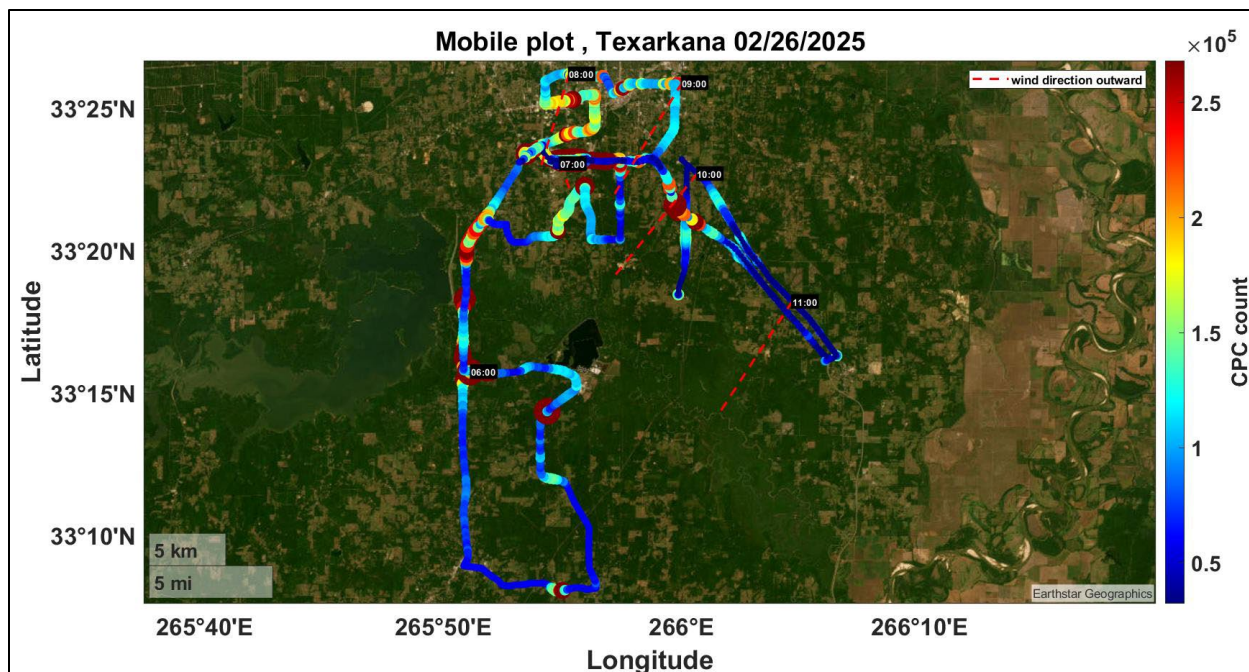 Mobile plot , Texarkana 02/26/2025
×10⁵
wind direction outward
08:00
09:00
33°25'N
2.5
07:00
10:00
2
33°20'N
11:00
1.5
Latitude
CPC count
33°15'N
06:00
1
33°10'N
5 km
5 mi
0.5
Earthstar Geographics
265°40'E
265°50'E
266°E
266°10'E
Longitude